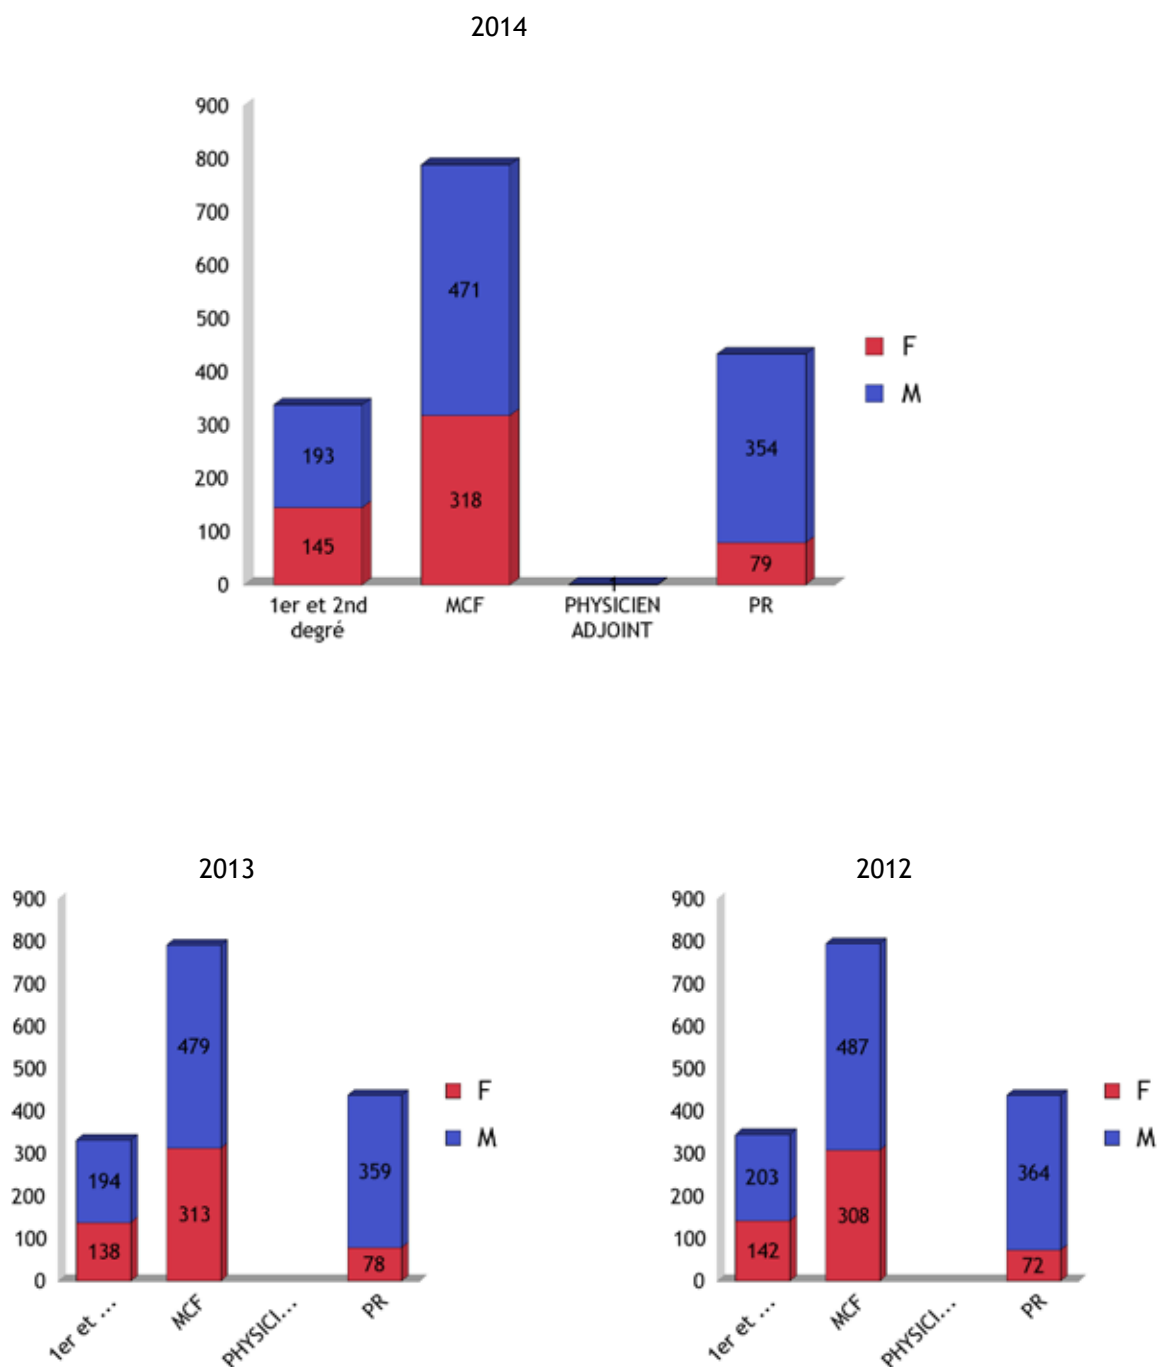 2014
900
800
700
600
500
400
300
200
100
0
471
193
318
145
1
354
79
1er et 2nd
degré
MCF
PHYSICIEN
ADJOINT
PR
F
M
2013
900
800
700
600
500
400
300
200
100
0
479
194
313
138
359
78
1er et ...
MCF
PHYSICI...
PR
F
M
2012
900
800
700
600
500
400
300
200
100
0
487
203
308
142
364
72
1er et ...
MCF
PHYSICI...
PR
F
M